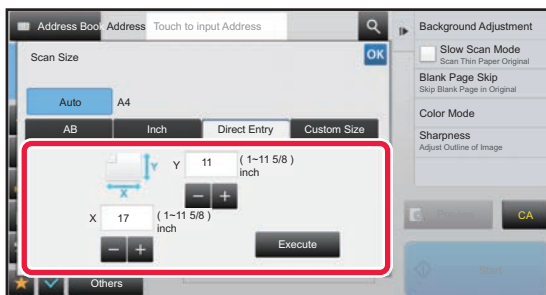 Address Book Address Touch to input Address
Scan Size OK
Auto A4
AB Inch Direct Entry Custom Size
Y 11 ( 1~11 5/8 )
inch
X 17 ( 1~11 5/8 )
inch
Execute
Others
Background Adjustment
Slow Scan Mode
Scan Thin Paper Original
Blank Page Skip
Skip Blank Page in Original
Color Mode
Sharpness
Adjust Outline of Image
CA
Start
Y
X